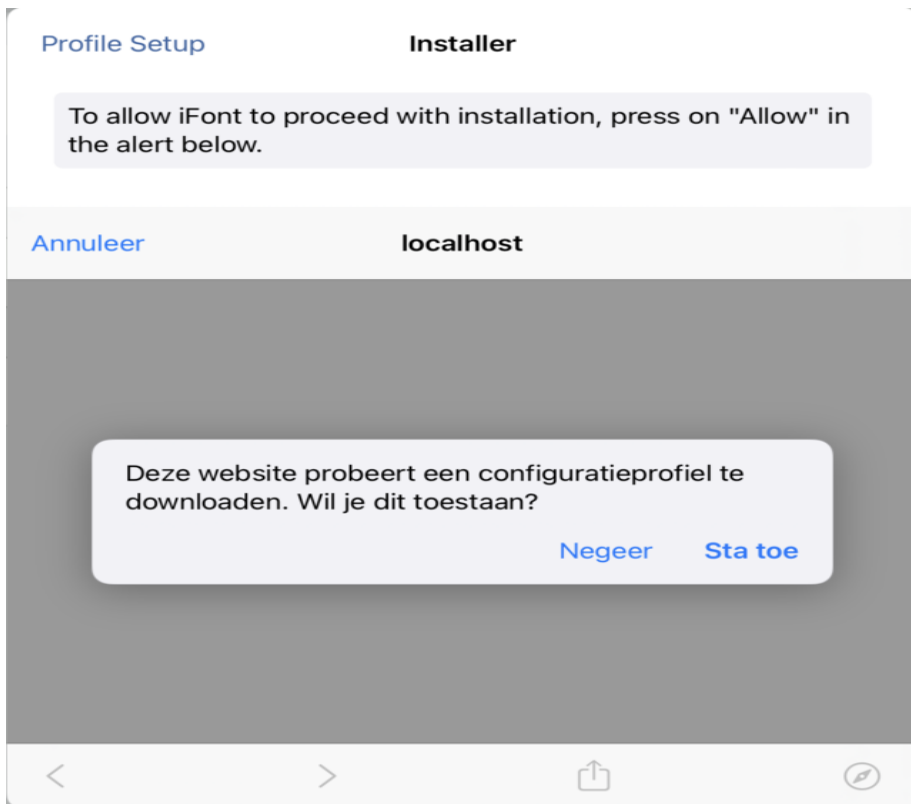 Profile Setup Installer
To allow iFont to proceed with installation, press on "Allow" in
the alert below.
Annuleer localhost
Deze website probeert een configuratieprofiel te
downloaden. Wil je dit toestaan?
Negeer Sta toe